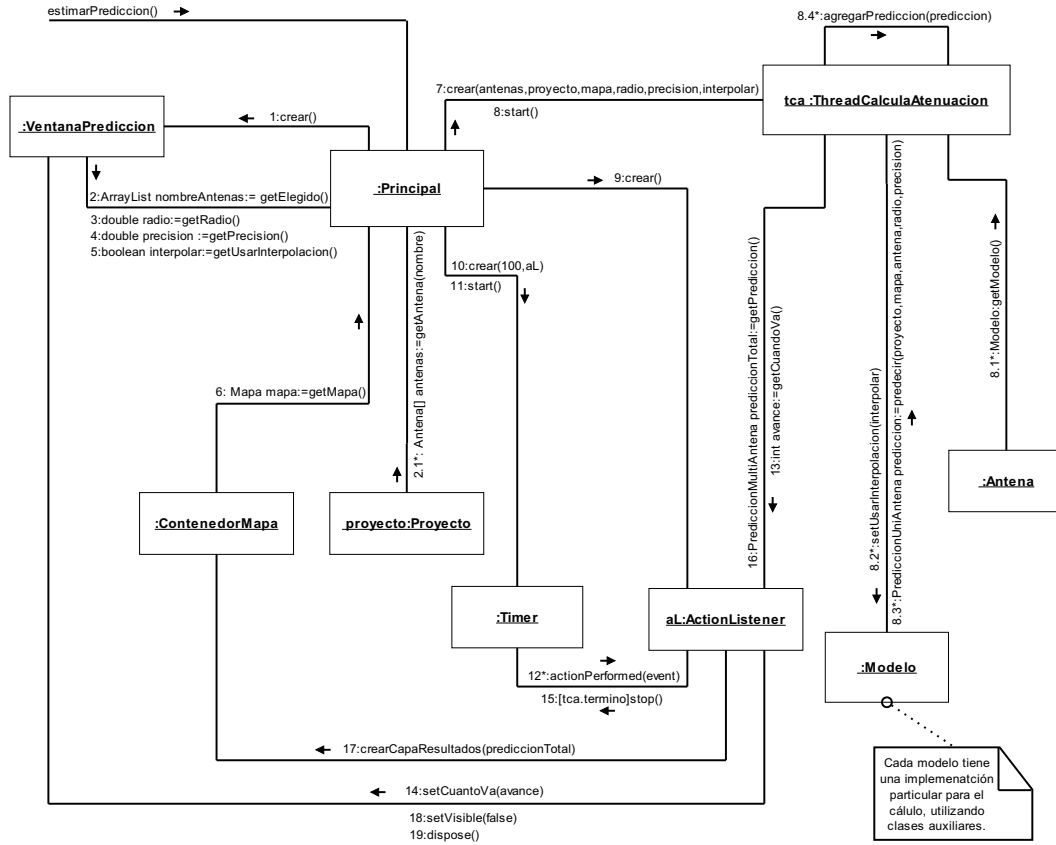 estimarPrediccion()
8.4*:agregarPrediccion(prediccion)
7:crear(antenas,proyecto,mapa,radio,precision,interpolar)
8:start()
tca :ThreadCalculaAtenuacion
:VentanaPrediccion
1:crear()
:Principal
9:crear()
2:ArrayList nombreAntenas:= getElegido()
3:double radio:=getRadio()
4:double precision :=getPrecision()
5:boolean interpolar:=getUsarInterpolacion()
10:crear(100,aL)
11:start()
2.1*: Antena[] antenas:=getAntena(nombre)
6: Mapa mapa:=getMapa()
16:PrediccionMultiAntena prediccionTotal:=getPrediccion()
13:int avance:=getCuandoVa()
8.2*:setUsarInterpolacion(interpolar)
8.3*:PrediccionUniAntena prediccion:=predecir(proyecto,mapa,antena,radio,precision)
8.1*:Modelo:getModelo()
:Antena
:ContenedorMapa
proyecto:Proyecto
:Timer
aL:ActionListener
:Modelo
12*:actionPerformed(event)
15:[tca.termino]stop()
17:crearCapaResultados(prediccionTotal)
14:setCuantoVa(avance)
18:setVisible(false)
19:dispose()
Cada modelo tiene
una implemenatción
particular para el
cálulo, utilizando
clases auxiliares.